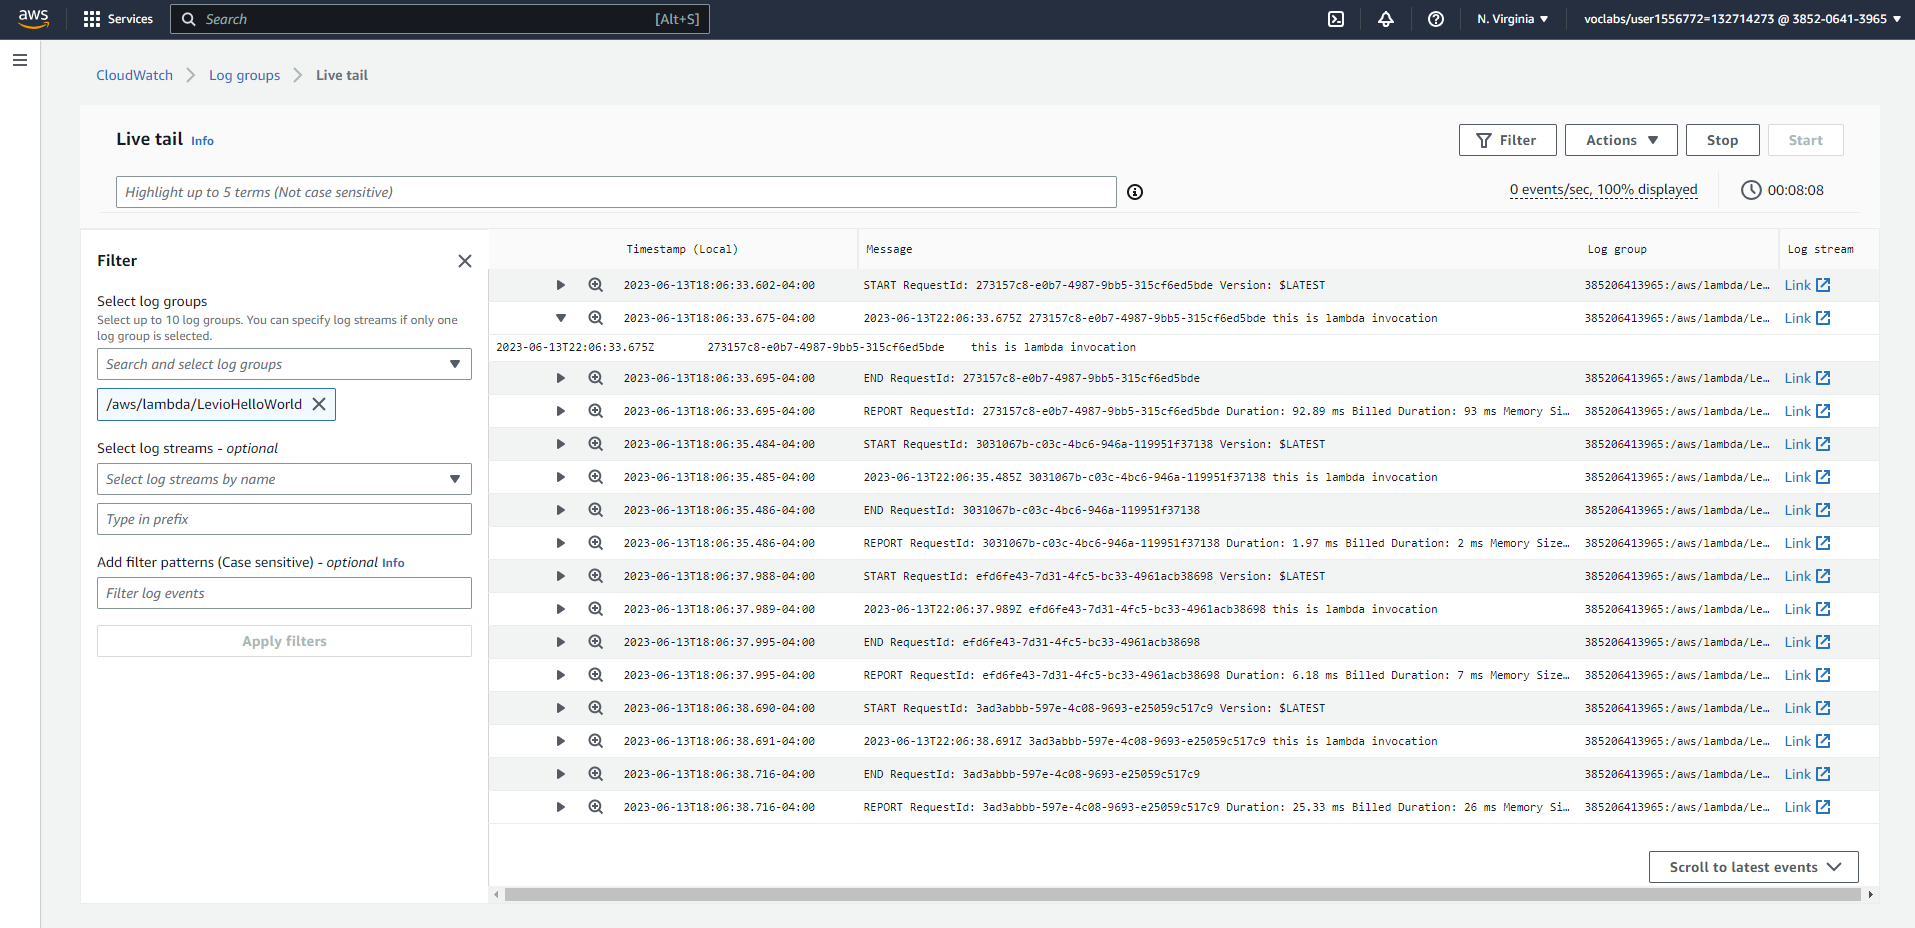 aws Services Search [Alt+S] N. Virginia voclabs/user1556772=132714273 @ 3852-0641-3965
CloudWatch Log groups Live tail
Live tail Info Filter Actions Stop Start
Highlight up to 5 terms (Not case sensitive) 0 events/sec, 100% displayed 00:08:08
Filter
Select log groups
Select up to 10 log groups. You can specify log streams if only one
log group is selected.
Search and select log groups
/aws/lambda/LevioHelloWorld
Select log streams - optional
Select log streams by name
Type in prefix
Add filter patterns (Case sensitive) - optional Info
Filter log events
Apply filters
Timestamp (Local) Message Log group Log stream
2023-06-13T18:06:33.602-04:00 START RequestId: 273157c8-e0b7-4987-9bb5-315cf6ed5bde Version: $LATEST 385206413965:/aws/lambda/Le… Link
2023-06-13T18:06:33.675-04:00 2023-06-13T22:06:33.675Z 273157c8-e0b7-4987-9bb5-315cf6ed5bde this is lambda invocation 385206413965:/aws/lambda/Le… Link
2023-06-13T22:06:33.675Z 273157c8-e0b7-4987-9bb5-315cf6ed5bde this is lambda invocation
2023-06-13T18:06:33.695-04:00 END RequestId: 273157c8-e0b7-4987-9bb5-315cf6ed5bde 385206413965:/aws/lambda/Le… Link
2023-06-13T18:06:33.695-04:00 REPORT RequestId: 273157c8-e0b7-4987-9bb5-315cf6ed5bde Duration: 92.89 ms Billed Duration: 93 ms Memory Si… 385206413965:/aws/lambda/Le… Link
2023-06-13T18:06:35.484-04:00 START RequestId: 3031067b-c03c-4bc6-946a-119951f37138 Version: $LATEST 385206413965:/aws/lambda/Le… Link
2023-06-13T18:06:35.485-04:00 2023-06-13T22:06:35.485Z 3031067b-c03c-4bc6-946a-119951f37138 this is lambda invocation 385206413965:/aws/lambda/Le… Link
2023-06-13T18:06:35.486-04:00 END RequestId: 3031067b-c03c-4bc6-946a-119951f37138 385206413965:/aws/lambda/Le… Link
2023-06-13T18:06:35.486-04:00 REPORT RequestId: 3031067b-c03c-4bc6-946a-119951f37138 Duration: 1.97 ms Billed Duration: 2 ms Memory Size… 385206413965:/aws/lambda/Le… Link
2023-06-13T18:06:37.988-04:00 START RequestId: efd6fe43-7d31-4fc5-bc33-4961acb38698 Version: $LATEST 385206413965:/aws/lambda/Le… Link
2023-06-13T18:06:37.989-04:00 2023-06-13T22:06:37.989Z efd6fe43-7d31-4fc5-bc33-4961acb38698 this is lambda invocation 385206413965:/aws/lambda/Le… Link
2023-06-13T18:06:37.995-04:00 END RequestId: efd6fe43-7d31-4fc5-bc33-4961acb38698 385206413965:/aws/lambda/Le… Link
2023-06-13T18:06:37.995-04:00 REPORT RequestId: efd6fe43-7d31-4fc5-bc33-4961acb38698 Duration: 6.18 ms Billed Duration: 7 ms Memory Size… 385206413965:/aws/lambda/Le… Link
2023-06-13T18:06:38.690-04:00 START RequestId: 3ad3abbb-597e-4c08-9693-e25059c517c9 Version: $LATEST 385206413965:/aws/lambda/Le… Link
2023-06-13T18:06:38.691-04:00 2023-06-13T22:06:38.691Z 3ad3abbb-597e-4c08-9693-e25059c517c9 this is lambda invocation 385206413965:/aws/lambda/Le… Link
2023-06-13T18:06:38.716-04:00 END RequestId: 3ad3abbb-597e-4c08-9693-e25059c517c9 385206413965:/aws/lambda/Le… Link
2023-06-13T18:06:38.716-04:00 REPORT RequestId: 3ad3abbb-597e-4c08-9693-e25059c517c9 Duration: 25.33 ms Billed Duration: 26 ms Memory Si… 385206413965:/aws/lambda/Le… Link
Scroll to latest events